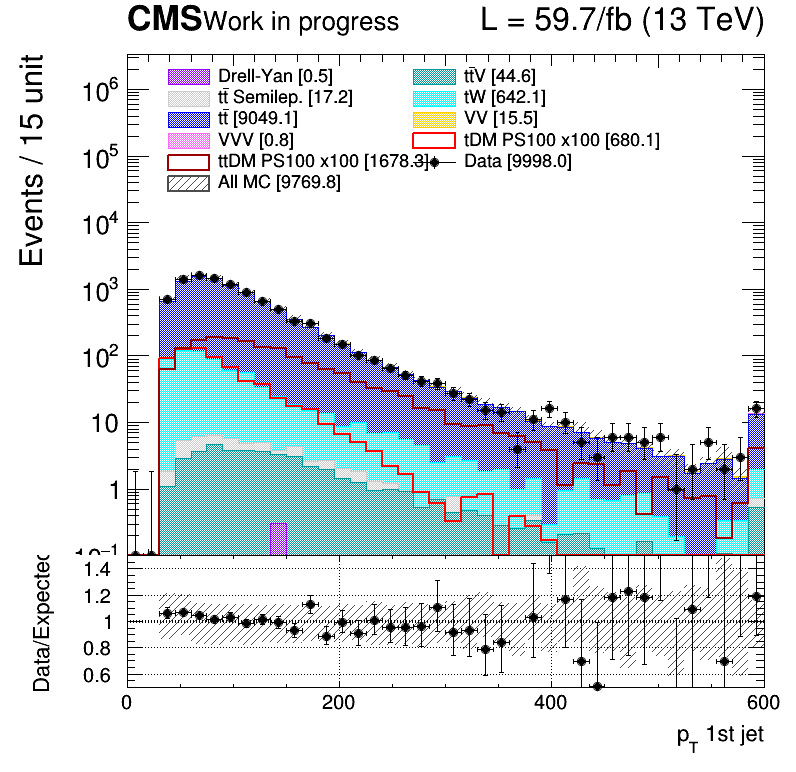 CMS Work in progress L = 59.7/fb (13 TeV)
Events / 15 unit
10⁶
10⁵
10⁴
10³
10²
10
1
10⁻¹
Drell-Yan [0.5] tt̄V [44.6]
tt̄ Semilep. [17.2] tW [642.1]
tt̄ [9049.1] VV [15.5]
VVV [0.8] tDM PS100 x100 [680.1]
ttDM PS100 x100 [1678.3] Data [9998.0]
All MC [9769.8]
Data/Expected
1.4
1.2
1
0.8
0.6
0 200 400 600
p_T 1st jet